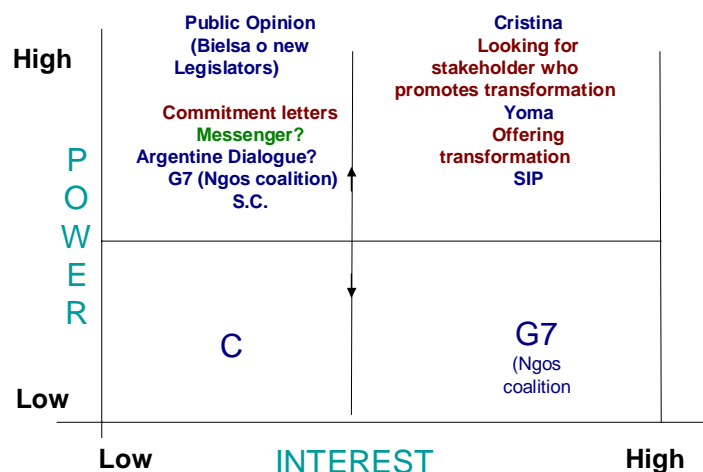 Public Opinion
(Bielsa o new
Legislators)
Commitment letters
Messenger?
Argentine Dialogue?
G7 (Ngos coalition)
S.C.
Cristina
Looking for
stakeholder who
promotes transformation
Yoma
Offering
transformation
SIP
High
P
O
W
E
R
C
G7
(Ngos
coalition
Low
Low
INTEREST
High